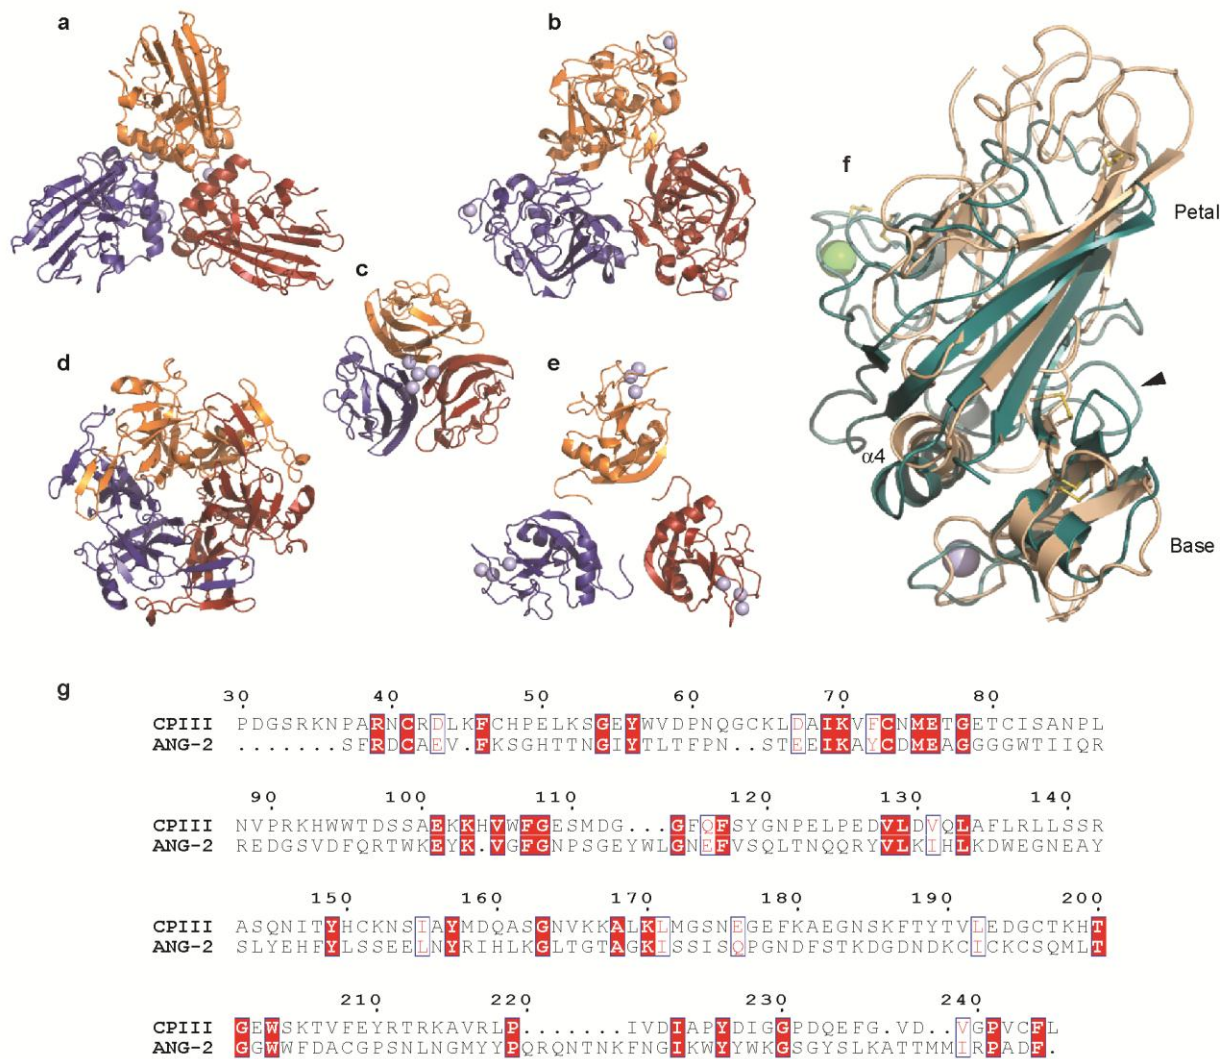 a
b
c
d
e
f
Petal
α4
Base
g
30 40 50 60 70 80
CPIII PDGSRKNPARNCRDLKFCHPELKSGEYWVDPNQGCKLDAIKVFCNMETGETCISANPL
ANG-2 .......SFRDCAEV.FKSGHTTNGIYTLTFPN..STEEIKAYCDMEAGGGGWTIIQR
90 100 110 120 130 140
CPIII NVPRKHWWTDSSAEKKHVWFGESMDG...GFQFSYGNPELPEDVLDVQLAFLRLLSSR
ANG-2 REDGSVDFQRTWKEYK.VGFGNPSGEYWLGNEFVSQLTNQQRYVLKIHLKDWEGNEAY
150 160 170 180 190 200
CPIII ASQNITYHCKNSIAYMDQASGNVKKALKLMGSNEGEFKAEGNSKFTYTVLEDGCTKHT
ANG-2 SLYEHFYLSSEELNYRIHLKGLTGTAGKISSISQPGNDFSTKDGDNDKCICKCSQMLT
210 220 230 240
CPIII GEWSKTVFEYRTRKAVRLP.......IVDIAPYDIGGPDQEFG.VD..VGPVCFL
ANG-2 GGWWFDACGPSNLNGMYYPQRQNTNKFNGIKWYYWKGSGYSLKATTMMIRPADF.